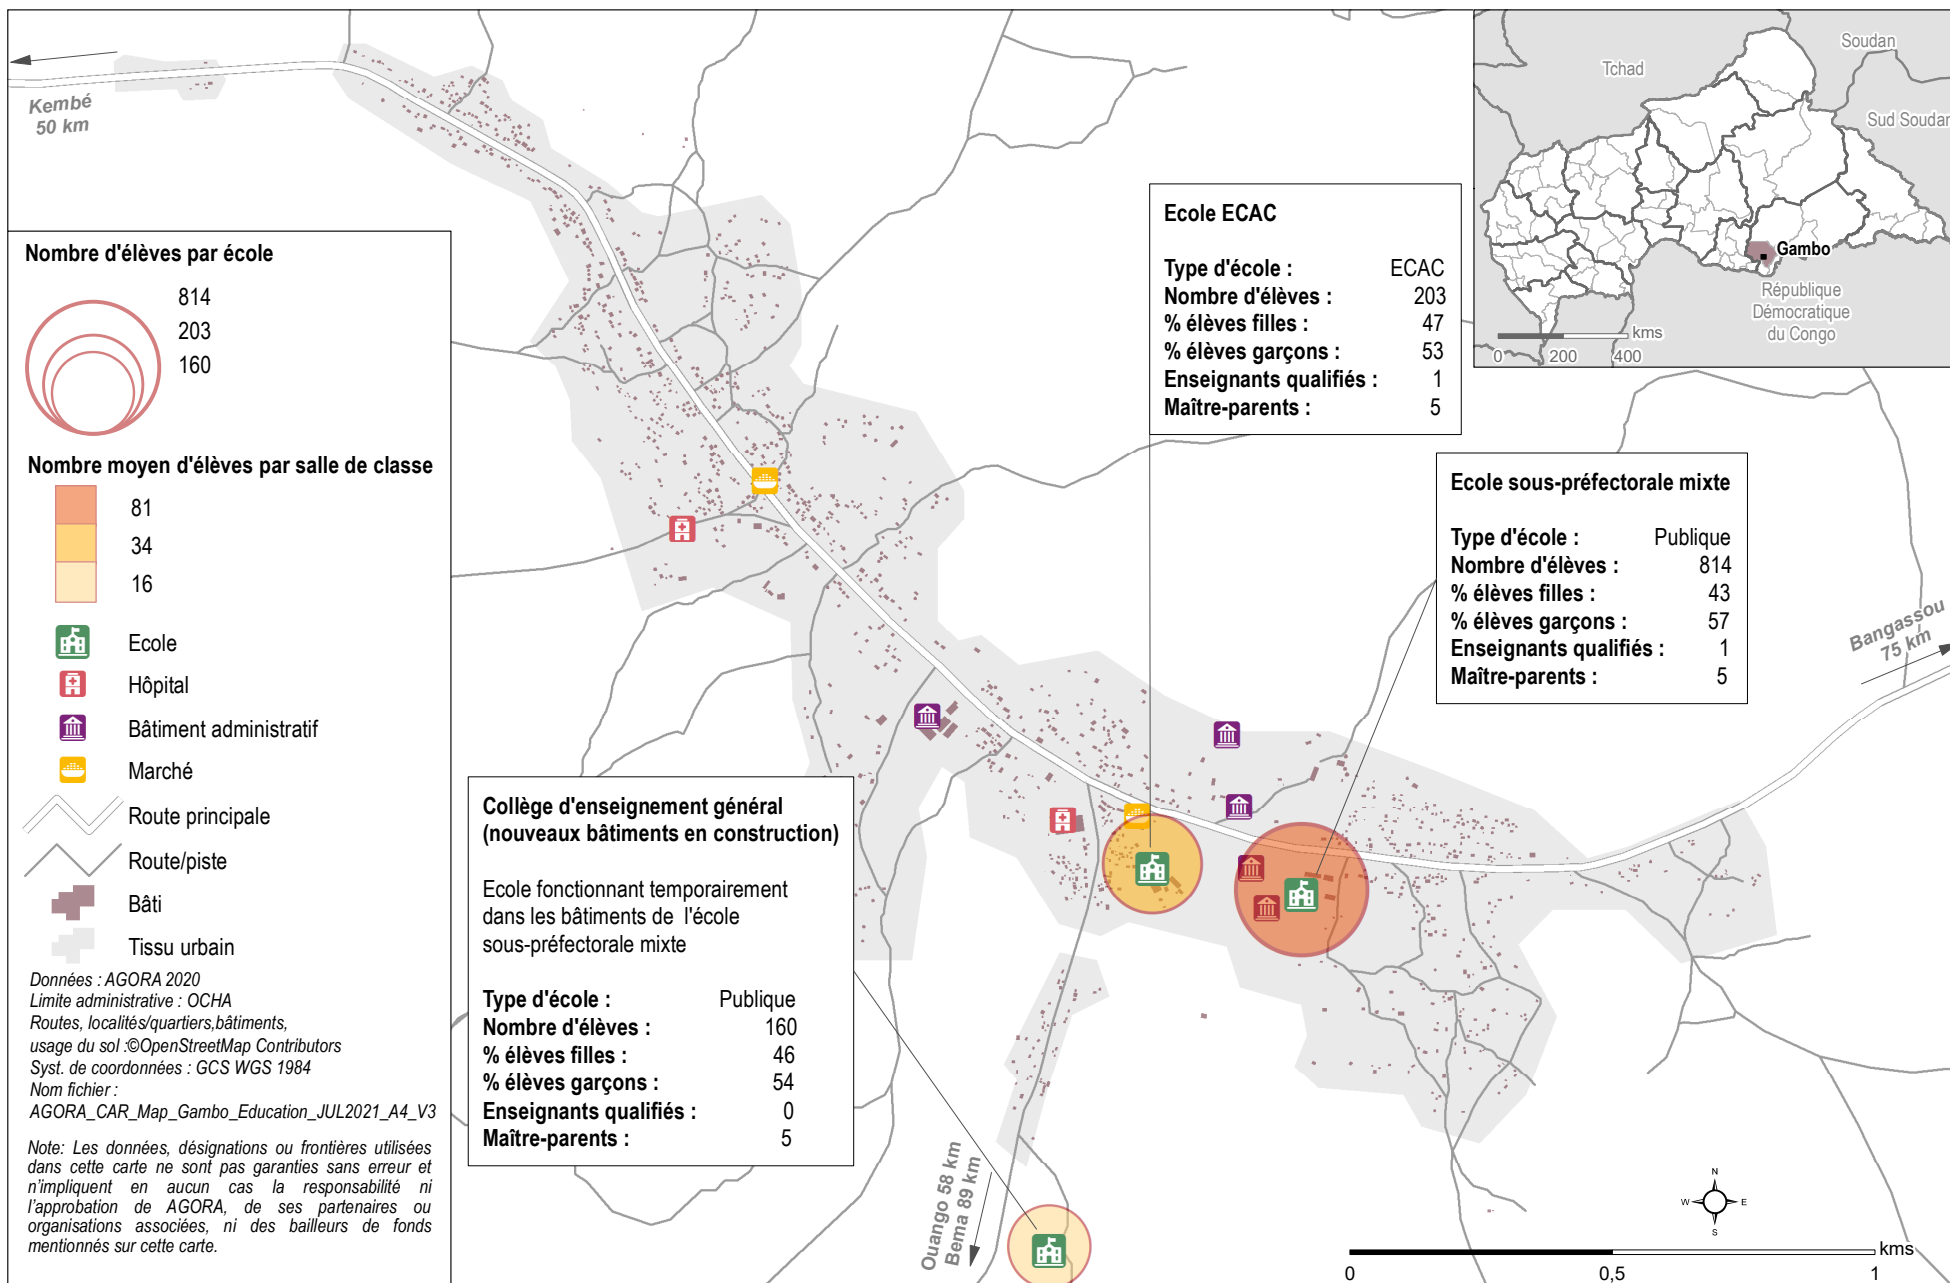 Kembé
50 km
Nombre d'élèves par école
814
203
160
Nombre moyen d'élèves par salle de classe
81
34
16
Ecole
Hôpital
Bâtiment administratif
Marché
Route principale
Route/piste
Bâti
Tissu urbain
Données : AGORA 2020
Limite administrative : OCHA
Routes, localités/quartiers,bâtiments,
usage du sol :©OpenStreetMap Contributors
Syst. de coordonnées : GCS WGS 1984
Nom fichier :
AGORA_CAR_Map_Gambo_Education_JUL2021_A4_V3
Note: Les données, désignations ou frontières utilisées
dans cette carte ne sont pas garanties sans erreur et
n'impliquent en aucun cas la responsabilité ni
l'approbation de AGORA, de ses partenaires ou
organisations associées, ni des bailleurs de fonds
mentionnés sur cette carte.
Ecole ECAC
Type d'école : ECAC
Nombre d'élèves : 203
% élèves filles : 47
% élèves garçons : 53
Enseignants qualifiés : 1
Maître-parents : 5
Tchad
Soudan
Sud Soudan
Gambo
République
Démocratique
du Congo
kms
0 200 400
Ecole sous-préfectorale mixte
Type d'école : Publique
Nombre d'élèves : 814
% élèves filles : 43
% élèves garçons : 57
Enseignants qualifiés : 1
Maître-parents : 5
Bangassou
75 km
Collège d'enseignement général
(nouveaux bâtiments en construction)
Ecole fonctionnant temporairement
dans les bâtiments de l'école
sous-préfectorale mixte
Type d'école : Publique
Nombre d'élèves : 160
% élèves filles : 46
% élèves garçons : 54
Enseignants qualifiés : 0
Maître-parents : 5
Ouango 58 km
Bema 89 km
N
W E
S
kms
0 0,5 1